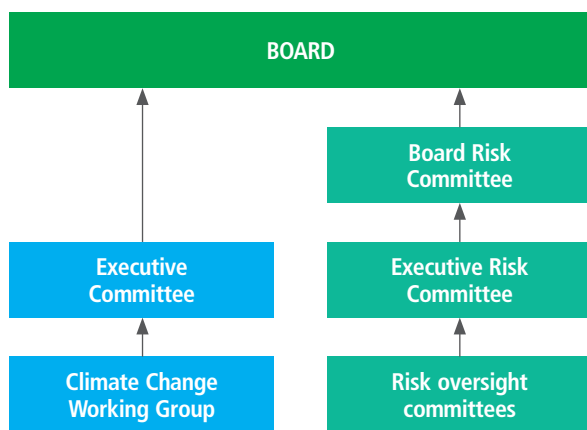 BOARD
Board Risk
Committee
Executive
Committee
Executive Risk
Committee
Climate Change
Working Group
Risk oversight
committees